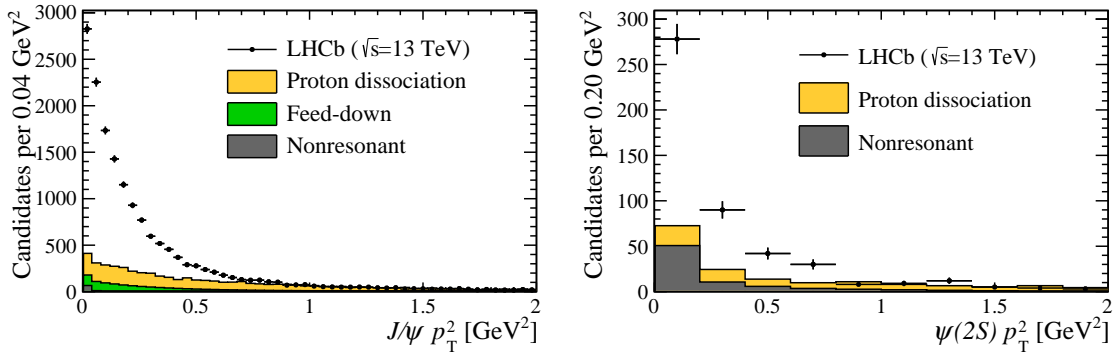 Candidates per 0.04 GeV²
3000
2500
2000
1500
1000
500
0
0
0.5
1
1.5
2
J/ψ p_T² [GeV²]
LHCb (√s=13 TeV)
Proton dissociation
Feed-down
Nonresonant
Candidates per 0.20 GeV²
300
250
200
150
100
50
0
0
0.5
1
1.5
2
ψ(2S) p_T² [GeV²]
LHCb (√s=13 TeV)
Proton dissociation
Nonresonant